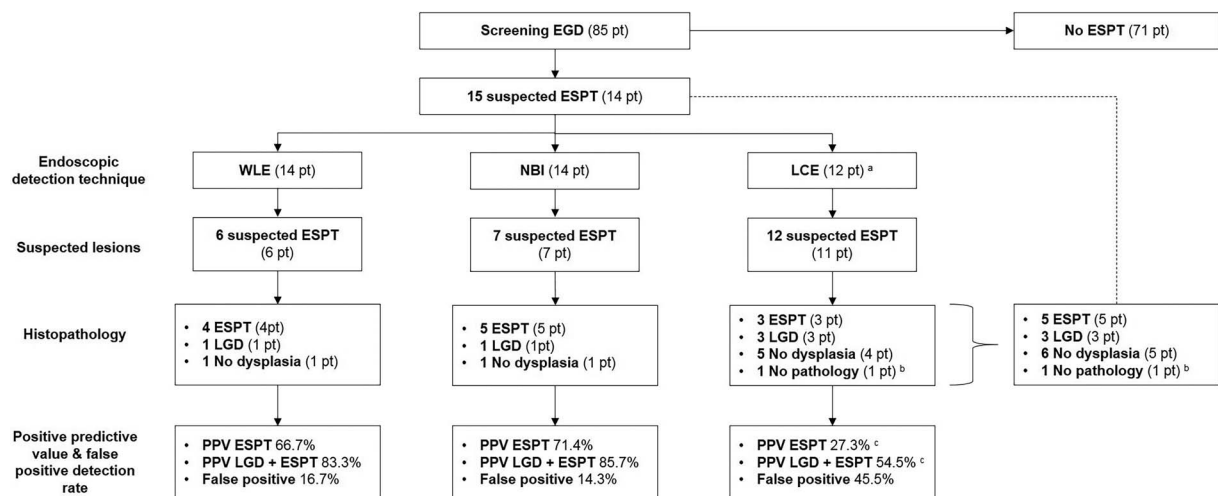 Screening EGD (85 pt)
No ESPT (71 pt)
15 suspected ESPT (14 pt)
Endoscopic
detection technique
WLE (14 pt)
NBI (14 pt)
LCE (12 pt) a
Suspected lesions
6 suspected ESPT
(6 pt)
7 suspected ESPT
(7 pt)
12 suspected ESPT
(11 pt)
Histopathology
• 4 ESPT (4pt)
• 1 LGD (1 pt)
• 1 No dysplasia (1 pt)
• 5 ESPT (5 pt)
• 1 LGD (1pt)
• 1 No dysplasia (1 pt)
• 3 ESPT (3 pt)
• 3 LGD (3 pt)
• 5 No dysplasia (4 pt)
• 1 No pathology (1 pt) b
• 5 ESPT (5 pt)
• 3 LGD (3 pt)
• 6 No dysplasia (5 pt)
• 1 No pathology (1 pt) b
Positive predictive
value & false
positive detection
rate
• PPV ESPT 66.7%
• PPV LGD + ESPT 83.3%
• False positive 16.7%
• PPV ESPT 71.4%
• PPV LGD + ESPT 85.7%
• False positive 14.3%
• PPV ESPT 27.3% c
• PPV LGD + ESPT 54.5% c
• False positive 45.5%